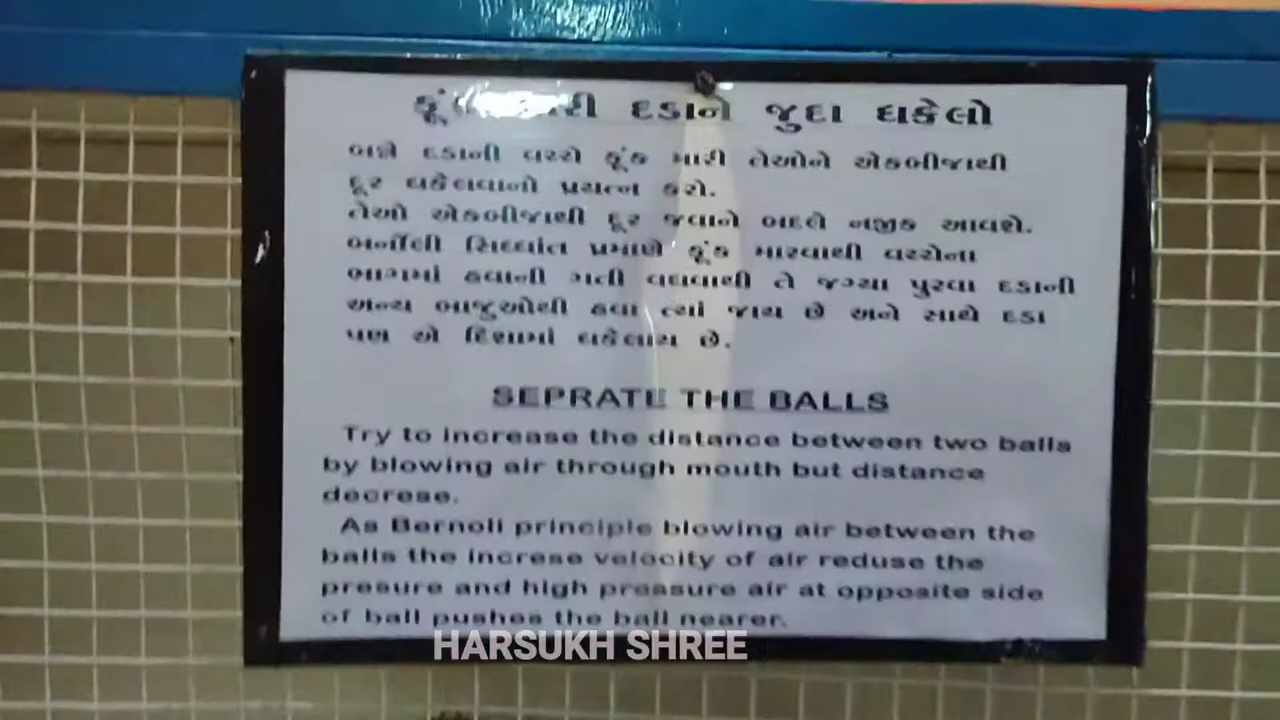 ફૂંક મારી દડાને જુદા ધકેલો
બન્ને દડાની વચ્ચે ફૂંક મારી તેઓને એકબીજાથી
દૂર ધકેલવાનો પ્રયત્ન કરો.
તેઓ એકબીજાથી દૂર જવાને બદલે નજીક આવશે.
બર્નોલી સિધ્ધાંત પ્રમાણે ફૂંક મારવાથી વચ્ચેના
ભાગમાં હવાની ગતી વધવાથી તે જગ્યા પુરવા દડાની
અન્ય બાજુઓથી હવા ત્યાં જાય છે અને સાથે દડા
પણ એ દિશામાં ધકેલાય છે.
SEPRATE THE BALLS
Try to increase the distance between two balls
by blowing air through mouth but distance
decrese.
As Bernoli principle blowing air between the
balls the increse velocity of air reduse the
presure and high pressure air at opposite side
of ball pushes the ball nearer.
HARSUKH SHREE